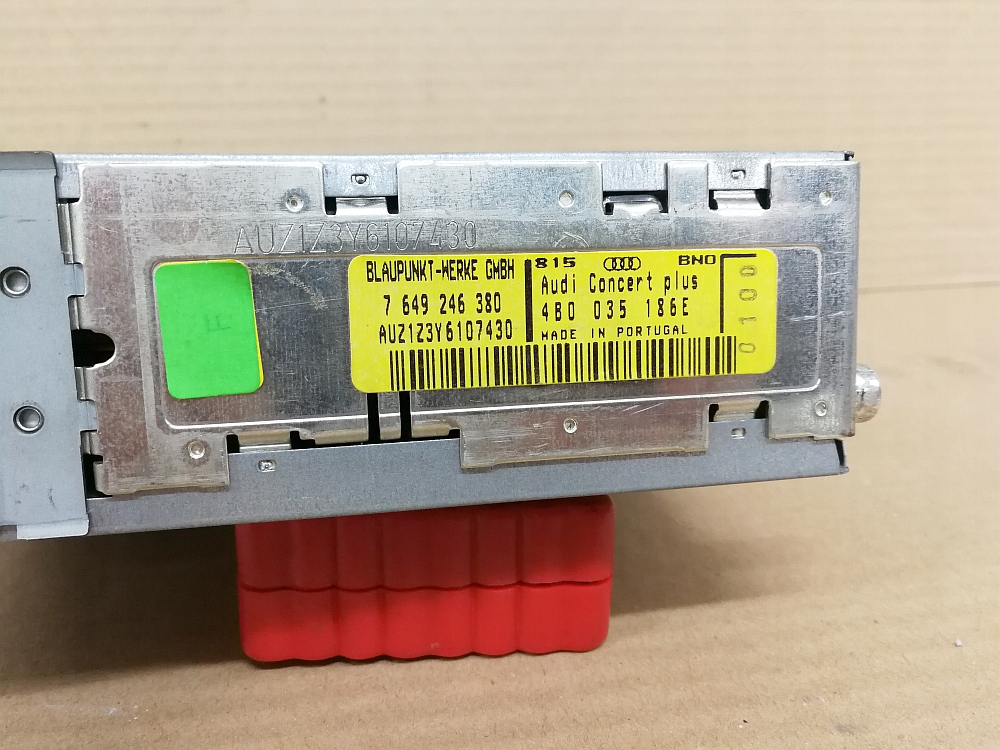 AUZ1Z3Y6107430
BLAUPUNKT-WERKE GMBH
7 649 246 380
AUZ1Z3Y6107430
815 BNO
Audi Concert plus
4B0 035 186E
MADE IN PORTUGAL
0100